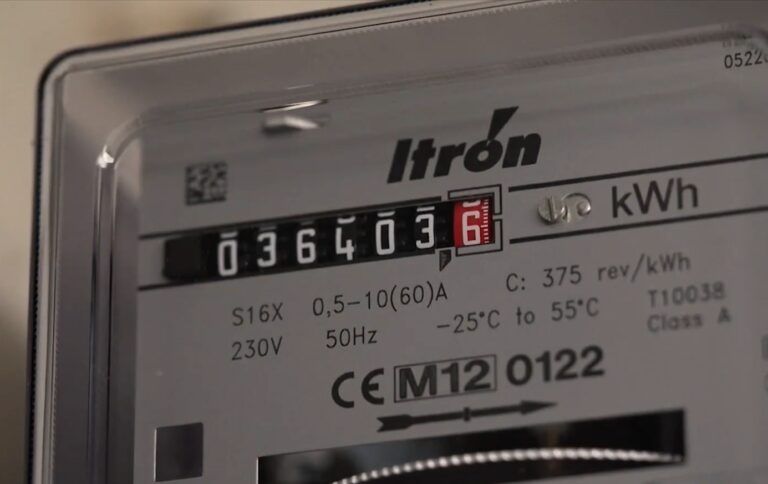 0522
Itrón
0364036 kWh
S16X 0,5-10(60)A C: 375 rev/kWh
230V 50Hz -25°C to 55°C T10038
Class A
CE M12 0122